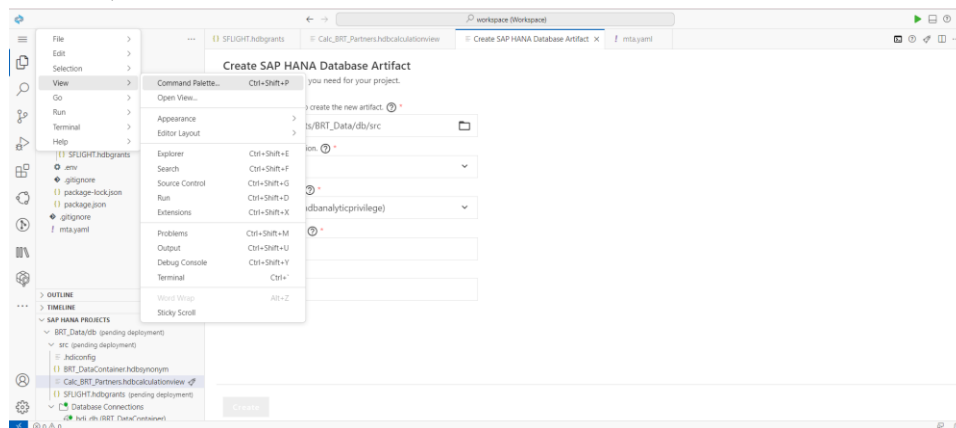 workspace (Workspace)
File
Edit
Selection
View
Go
Run
Terminal
Help
{} SFLIGHT.hdbgrants
Calc_BRT_Partners.hdbcalculationview
Create SAP HANA Database Artifact
! mta.yaml
Command Palette... Ctrl+Shift+P
Open View...
Appearance
Editor Layout
Explorer Ctrl+Shift+E
Search Ctrl+Shift+F
Source Control Ctrl+Shift+G
Run Ctrl+Shift+D
Extensions Ctrl+Shift+X
Problems Ctrl+Shift+M
Output Ctrl+Shift+U
Debug Console Ctrl+Shift+Y
Terminal Ctrl+`
Word Wrap Alt+Z
Sticky Scroll
Create SAP HANA Database Artifact
you need for your project.
create the new artifact. *
ts/BRT_Data/db/src
ion. *
*
dbanalyticprivilege)
*
Create
{} SFLIGHT.hdbgrants
.env
.gitignore
{} package-lock.json
{} package.json
.gitignore
! mta.yaml
OUTLINE
TIMELINE
SAP HANA PROJECTS
BRT_Data/db (pending deployment)
src (pending deployment)
.hdiconfig
{} BRT_DataContainer.hdbsynonym
Calc_BRT_Partners.hdbcalculationview
{} SFLIGHT.hdbgrants (pending deployment)
Database Connections
hdi_db (BRT_DataContainer)
0 0